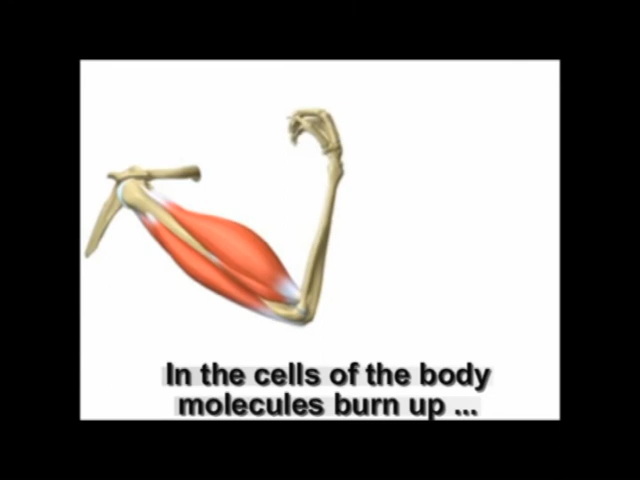 In the cells of the body
molecules burn up ...